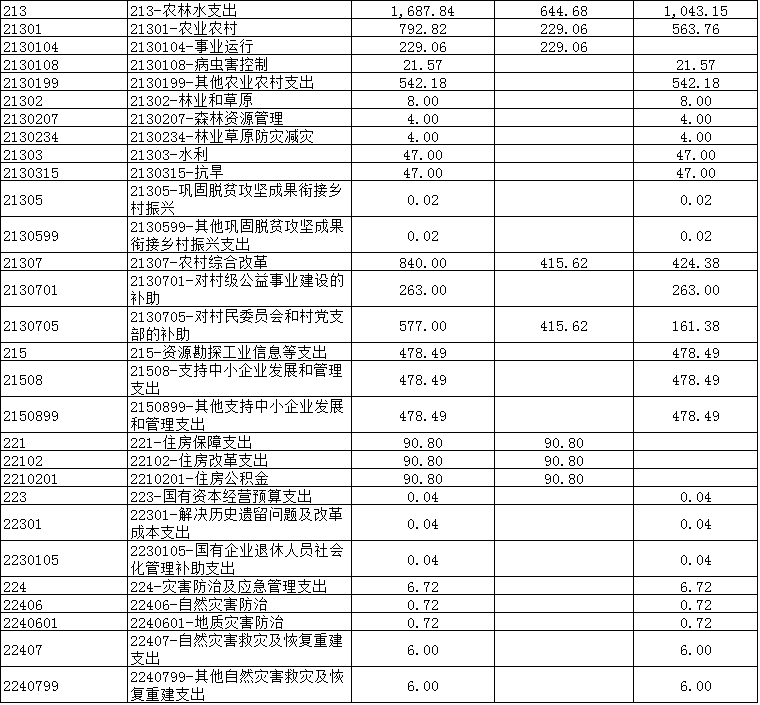 213 213-农林水支出 1,687.84 644.68 1,043.15
21301 21301-农业农村 792.82 229.06 563.76
2130104 2130104-事业运行 229.06 229.06
2130108 2130108-病虫害控制 21.57 21.57
2130199 2130199-其他农业农村支出 542.18 542.18
21302 21302-林业和草原 8.00 8.00
2130207 2130207-森林资源管理 4.00 4.00
2130234 2130234-林业草原防灾减灾 4.00 4.00
21303 21303-水利 47.00 47.00
2130315 2130315-抗旱 47.00 47.00
21305 21305-巩固脱贫攻坚成果衔接乡
村振兴 0.02 0.02
2130599 2130599-其他巩固脱贫攻坚成果
衔接乡村振兴支出 0.02 0.02
21307 21307-农村综合改革 840.00 415.62 424.38
2130701 2130701-对村级公益事业建设的
补助 263.00 263.00
2130705 2130705-对村民委员会和村党支
部的补助 577.00 415.62 161.38
215 215-资源勘探工业信息等支出 478.49 478.49
21508 21508-支持中小企业发展和管理
支出 478.49 478.49
2150899 2150899-其他支持中小企业发展
和管理支出 478.49 478.49
221 221-住房保障支出 90.80 90.80
22102 22102-住房改革支出 90.80 90.80
2210201 2210201-住房公积金 90.80 90.80
223 223-国有资本经营预算支出 0.04 0.04
22301 22301-解决历史遗留问题及改革
成本支出 0.04 0.04
2230105 2230105-国有企业退休人员社会
化管理补助支出 0.04 0.04
224 224-灾害防治及应急管理支出 6.72 6.72
22406 22406-自然灾害防治 0.72 0.72
2240601 2240601-地质灾害防治 0.72 0.72
22407 22407-自然灾害救灾及恢复重建
支出 6.00 6.00
2240799 2240799-其他自然灾害救灾及恢
复重建支出 6.00 6.00